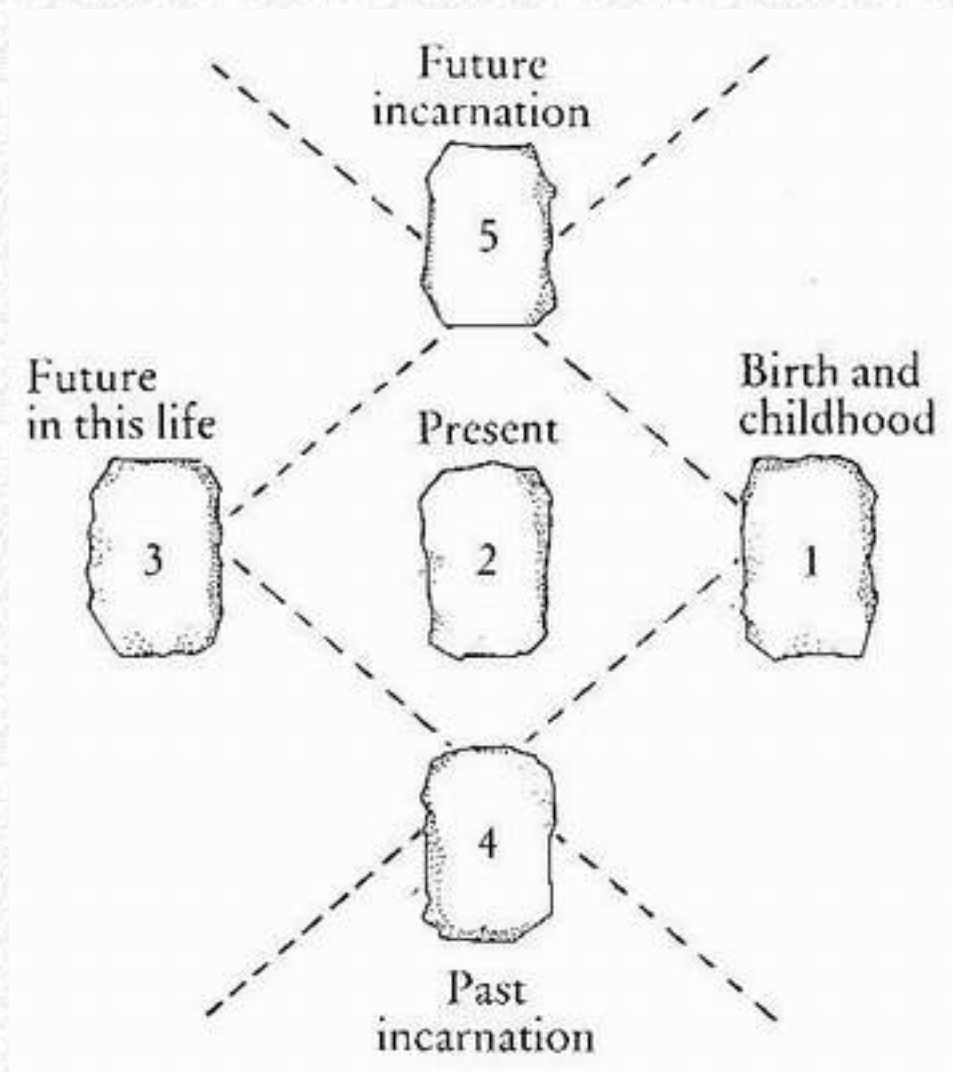 Future
incarnation
5
Future
in this life
Present
Birth and
childhood
3
2
1
4
Past
incarnation